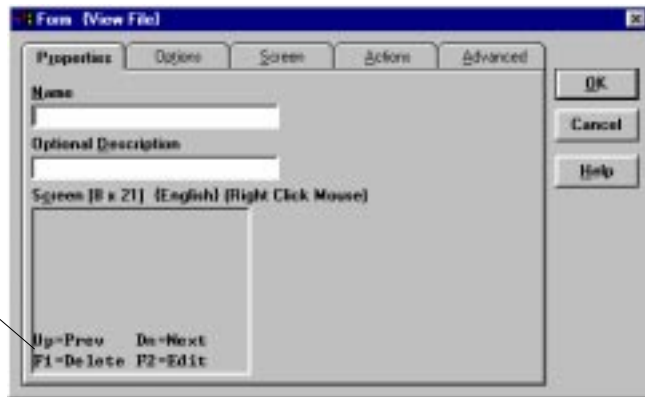 Form (View File)
Properties Options Screen Actions Advanced
Name
Optional Description
Screen [8 x 21] (English) (Right Click Mouse)
Up=Prev Dn=Next
F1=Delete F2=Edit
OK
Cancel
Help